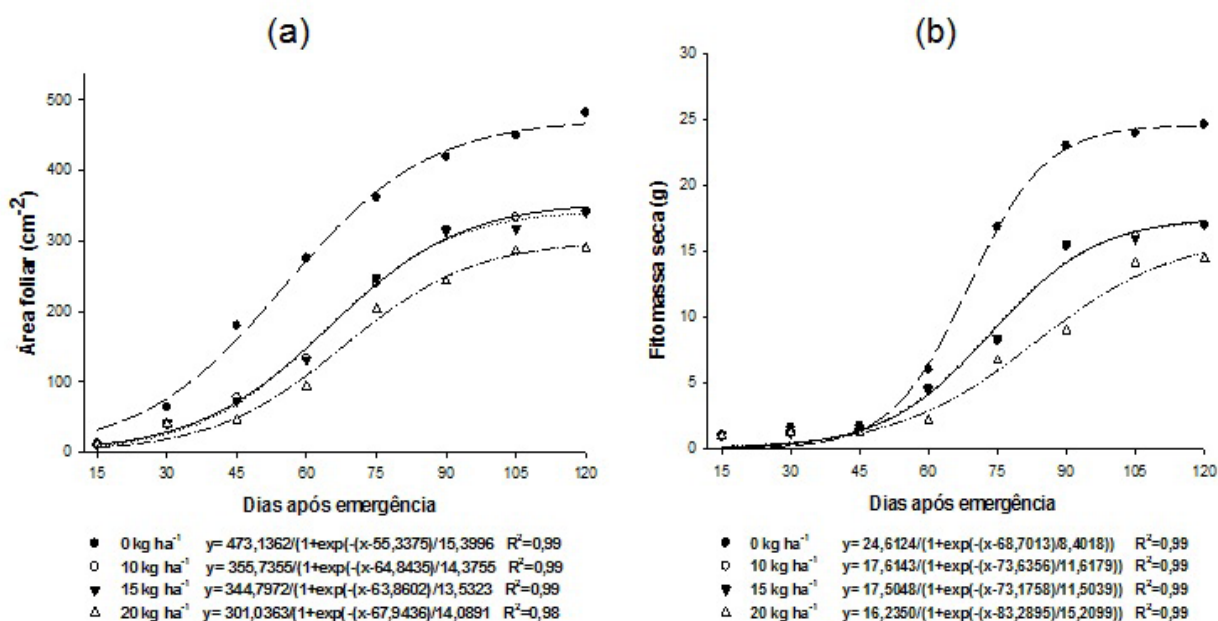 (a)
Área foliar (cm-2)
500
400
300
200
100
0
15 30 45 60 75 90 105 120
Dias após emergência
0 kg ha-1 y= 473,1362/(1+exp(-(x-55,3375)/15,3996 R2=0,99
10 kg ha-1 y= 355,7355/(1+exp(-(x-64,8435)/14,3755 R2=0,99
15 kg ha-1 y= 344,7972/(1+exp(-(x-63,8602)/13,5323 R2=0,99
20 kg ha-1 y= 301,0363/(1+exp(-(x-67,9436)/14,0891 R2=0,98
(b)
Fitomassa seca (g)
30
25
20
15
10
5
0
15 30 45 60 75 90 105 120
Dias após emergência
0 kg ha-1 y= 24,6124/(1+exp(-(x-68,7013)/8,4018)) R2=0,99
10 kg ha-1 y= 17,6143/(1+exp(-(x-73,6356)/11,6179)) R2=0,99
15 kg ha-1 y= 17,5048/(1+exp(-(x-73,1758)/11,5039)) R2=0,99
20 kg ha-1 y= 16,2350/(1+exp(-(x-83,2895)/15,2099)) R2=0,99